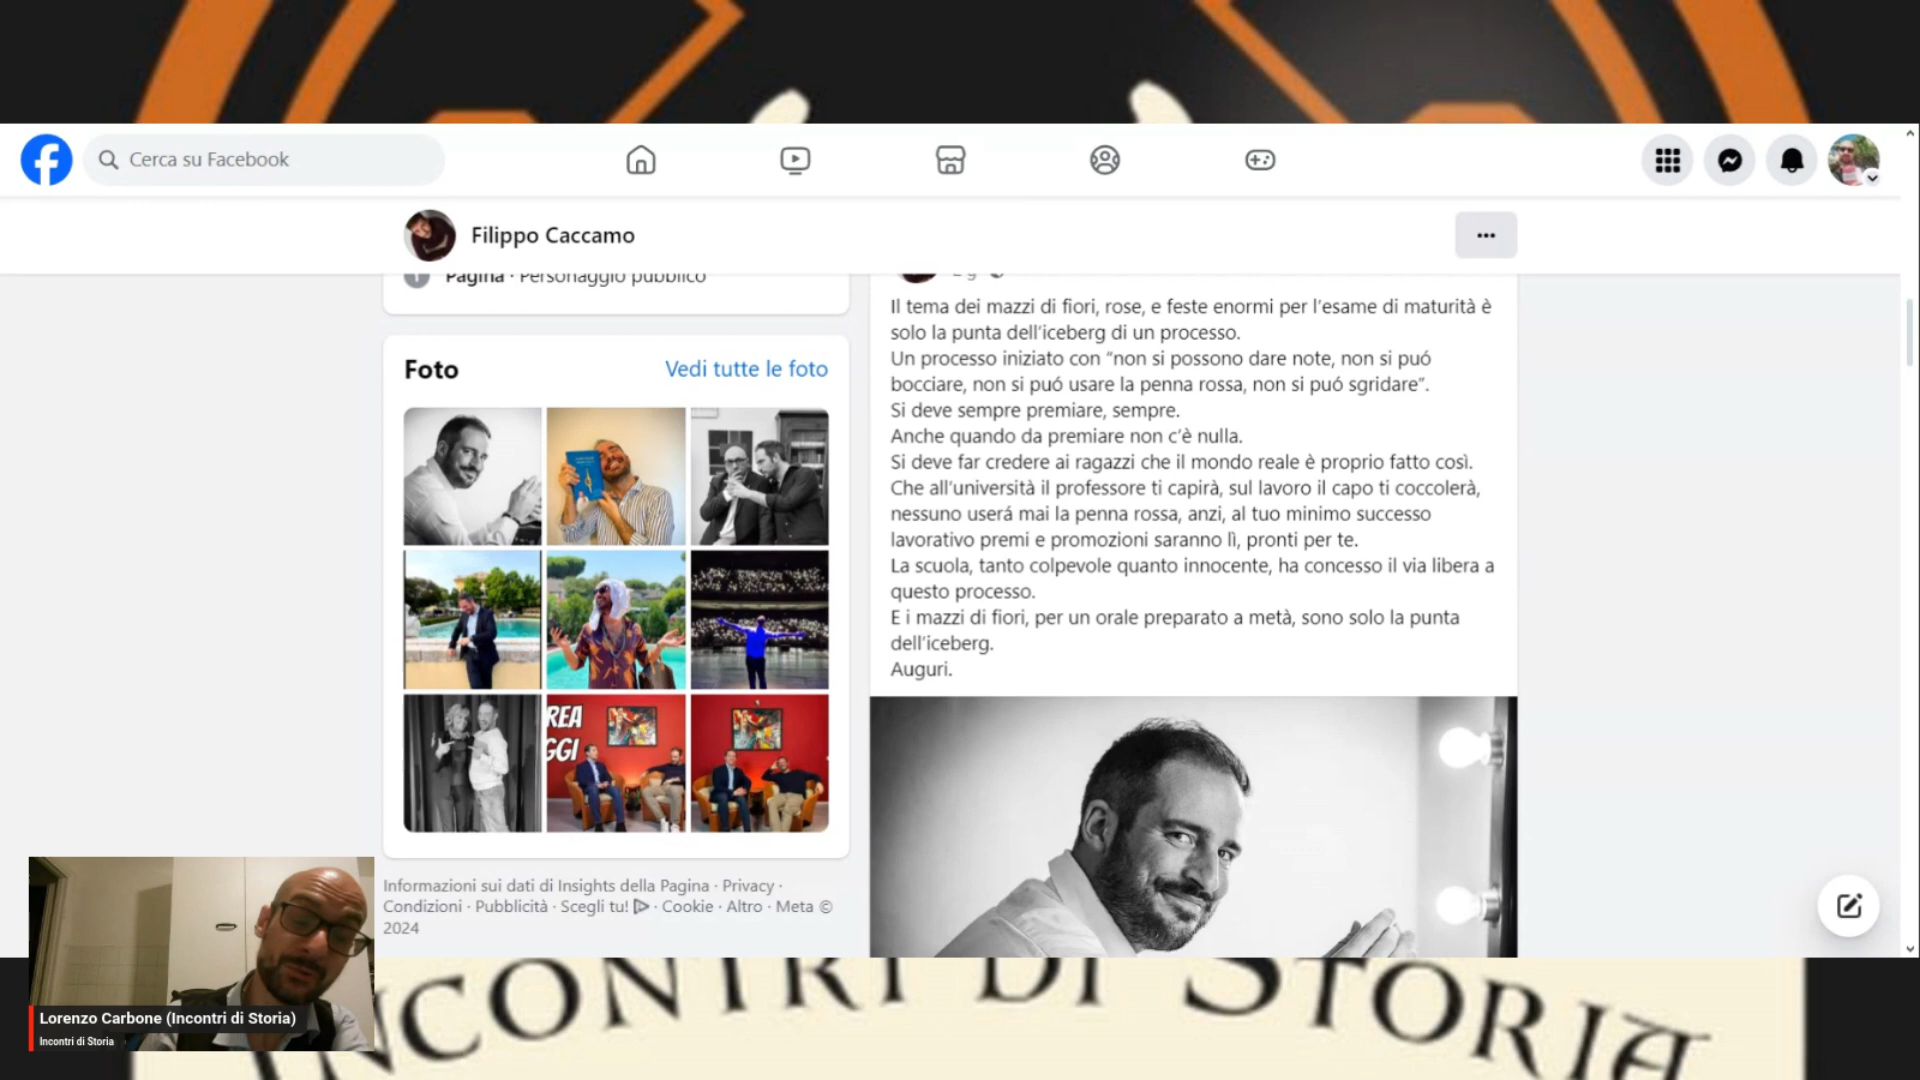 Cerca su Facebook
Filippo Caccamo
Pagina · Personaggio pubblico
Foto
Vedi tutte le foto
REA
GGI
Informazioni sui dati di Insights della Pagina · Privacy ·
Condizioni · Pubblicità · Scegli tu! · Cookie · Altro · Meta ©
2024
Il tema dei mazzi di fiori, rose, e feste enormi per l'esame di maturità è
solo la punta dell'iceberg di un processo.
Un processo iniziato con “non si possono dare note, non si puó
bocciare, non si puó usare la penna rossa, non si puó sgridare”.
Si deve sempre premiare, sempre.
Anche quando da premiare non c'è nulla.
Si deve far credere ai ragazzi che il mondo reale è proprio fatto così.
Che all'università il professore ti capirà, sul lavoro il capo ti coccolerà,
nessuno userá mai la penna rossa, anzi, al tuo minimo successo
lavorativo premi e promozioni saranno lì, pronti per te.
La scuola, tanto colpevole quanto innocente, ha concesso il via libera a
questo processo.
E i mazzi di fiori, per un orale preparato a metà, sono solo la punta
dell'iceberg.
Auguri.
Lorenzo Carbone (Incontri di Storia)
Incontri di Storia
INCONTRI DI STORIA